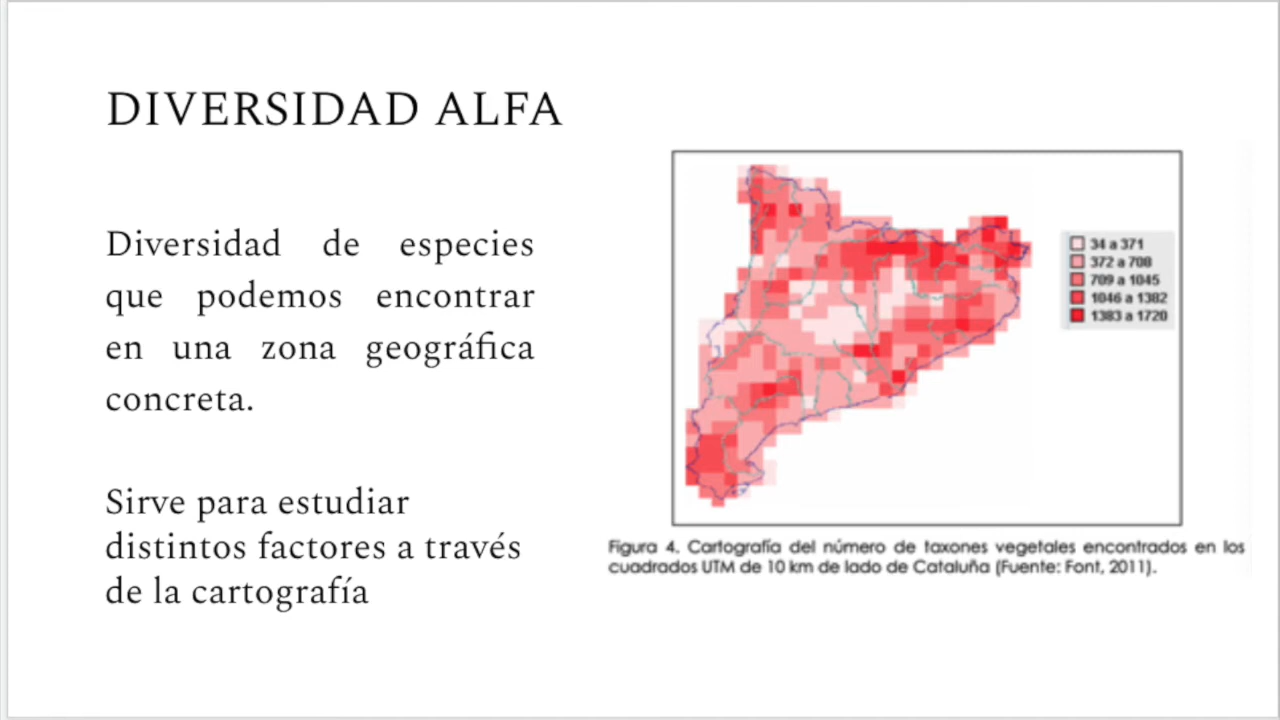 DIVERSIDAD ALFA
Diversidad de especies
que podemos encontrar
en una zona geográfica
concreta.
Sirve para estudiar
distintos factores a través
de la cartografía
34 a 371
372 a 708
709 a 1045
1046 a 1382
1383 a 1720
Figura 4. Cartografía del número de taxones vegetales encontrados en los
cuadrados UTM de 10 km de lado de Cataluña (Fuente: Font, 2011).